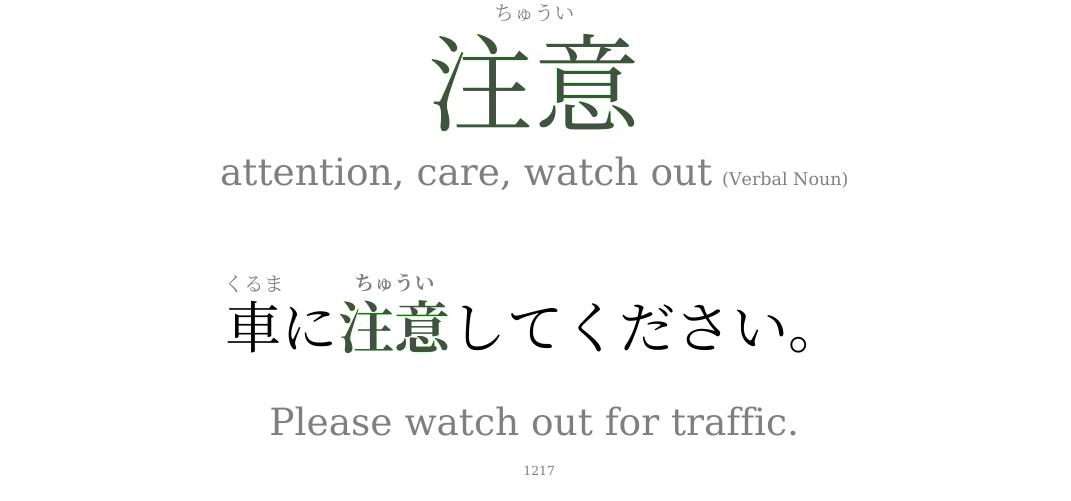 ちゅうい
注意
attention, care, watch out (Verbal Noun)
くるま ちゅうい
車に注意してください。
Please watch out for traffic.
1217